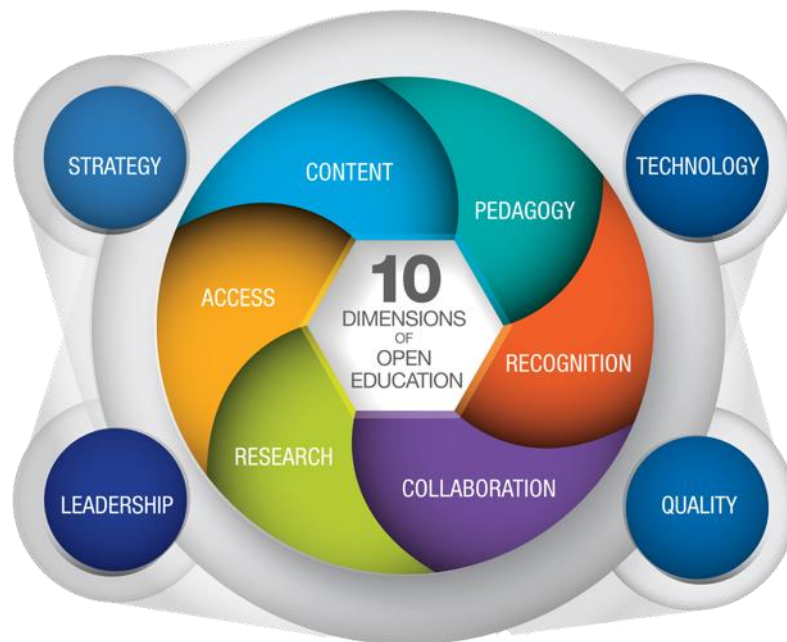 STRATEGY
TECHNOLOGY
CONTENT
PEDAGOGY
ACCESS
10
DIMENSIONS
OF
OPEN
EDUCATION
RECOGNITION
RESEARCH
COLLABORATION
LEADERSHIP
QUALITY